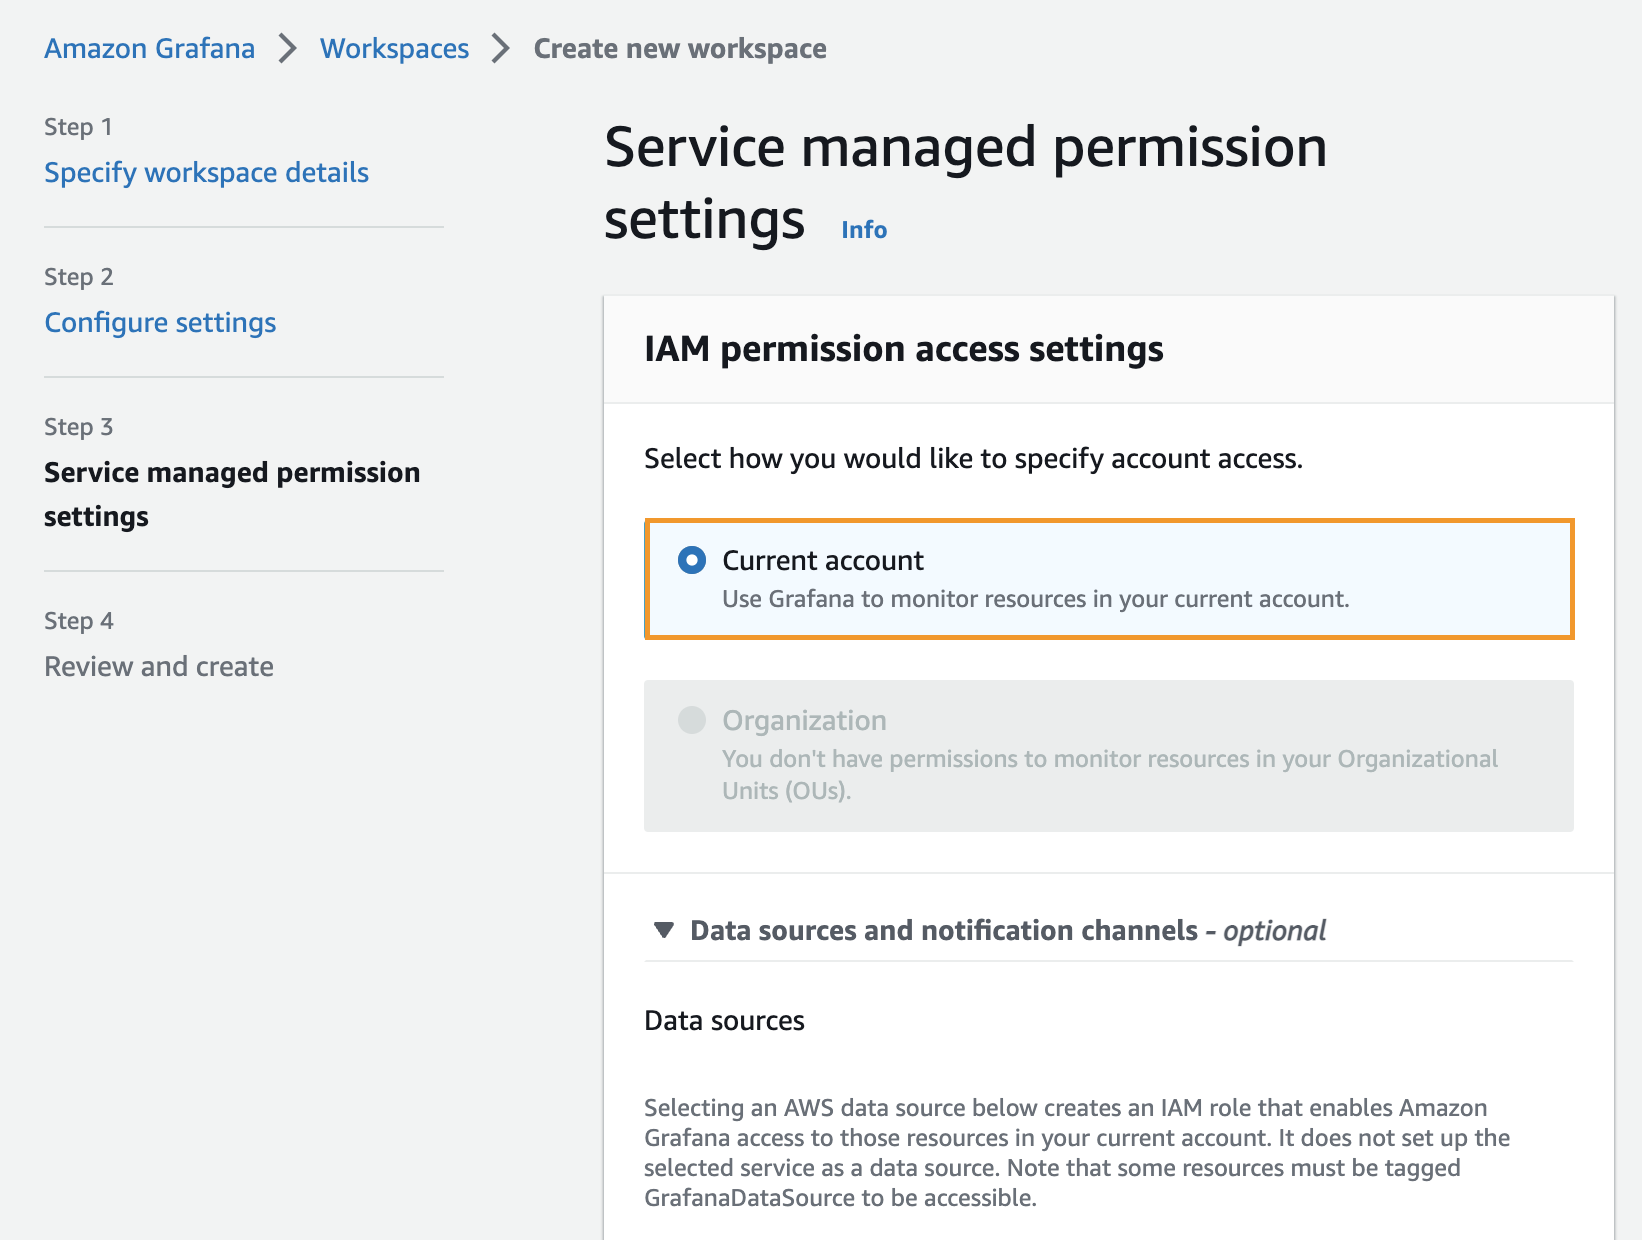 Amazon Grafana > Workspaces > Create new workspace
Step 1
Specify workspace details
Step 2
Configure settings
Step 3
Service managed permission
settings
Step 4
Review and create
Service managed permission
settings Info
IAM permission access settings
Select how you would like to specify account access.
Current account
Use Grafana to monitor resources in your current account.
Organization
You don't have permissions to monitor resources in your Organizational
Units (OUs).
Data sources and notification channels - optional
Data sources
Selecting an AWS data source below creates an IAM role that enables Amazon
Grafana access to those resources in your current account. It does not set up the
selected service as a data source. Note that some resources must be tagged
GrafanaDataSource to be accessible.